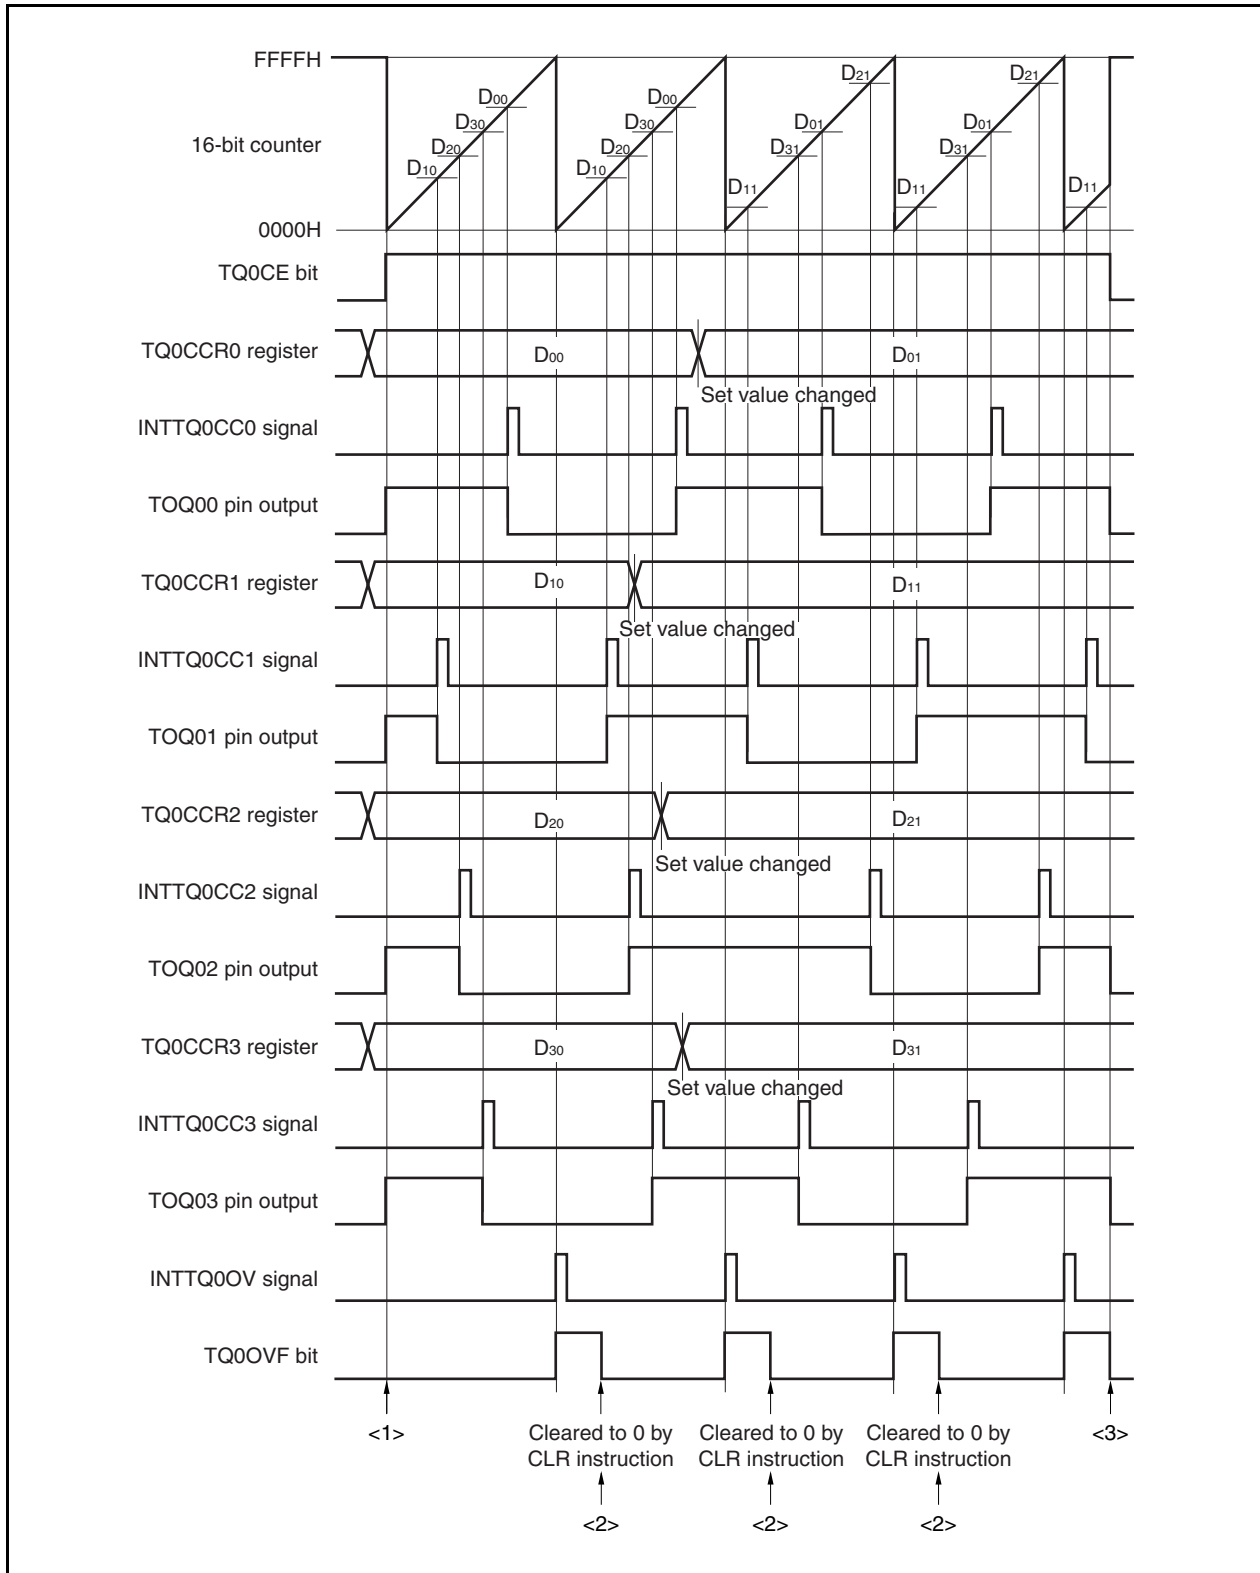 FFFFH
D00 D00 D21 D21
D30 D30 D01 D01
16-bit counter D20 D20 D31 D31
D10 D10 D11 D11 D11
0000H
TQ0CE bit
TQ0CCR0 register D00 D01
Set value changed
INTTQ0CC0 signal
TOQ00 pin output
TQ0CCR1 register D10 D11
Set value changed
INTTQ0CC1 signal
TOQ01 pin output
TQ0CCR2 register D20 D21
Set value changed
INTTQ0CC2 signal
TOQ02 pin output
TQ0CCR3 register D30 D31
Set value changed
INTTQ0CC3 signal
TOQ03 pin output
INTTQ0OV signal
TQ0OVF bit
<1> Cleared to 0 by Cleared to 0 by Cleared to 0 by <3>
CLR instruction CLR instruction CLR instruction
<2> <2> <2>